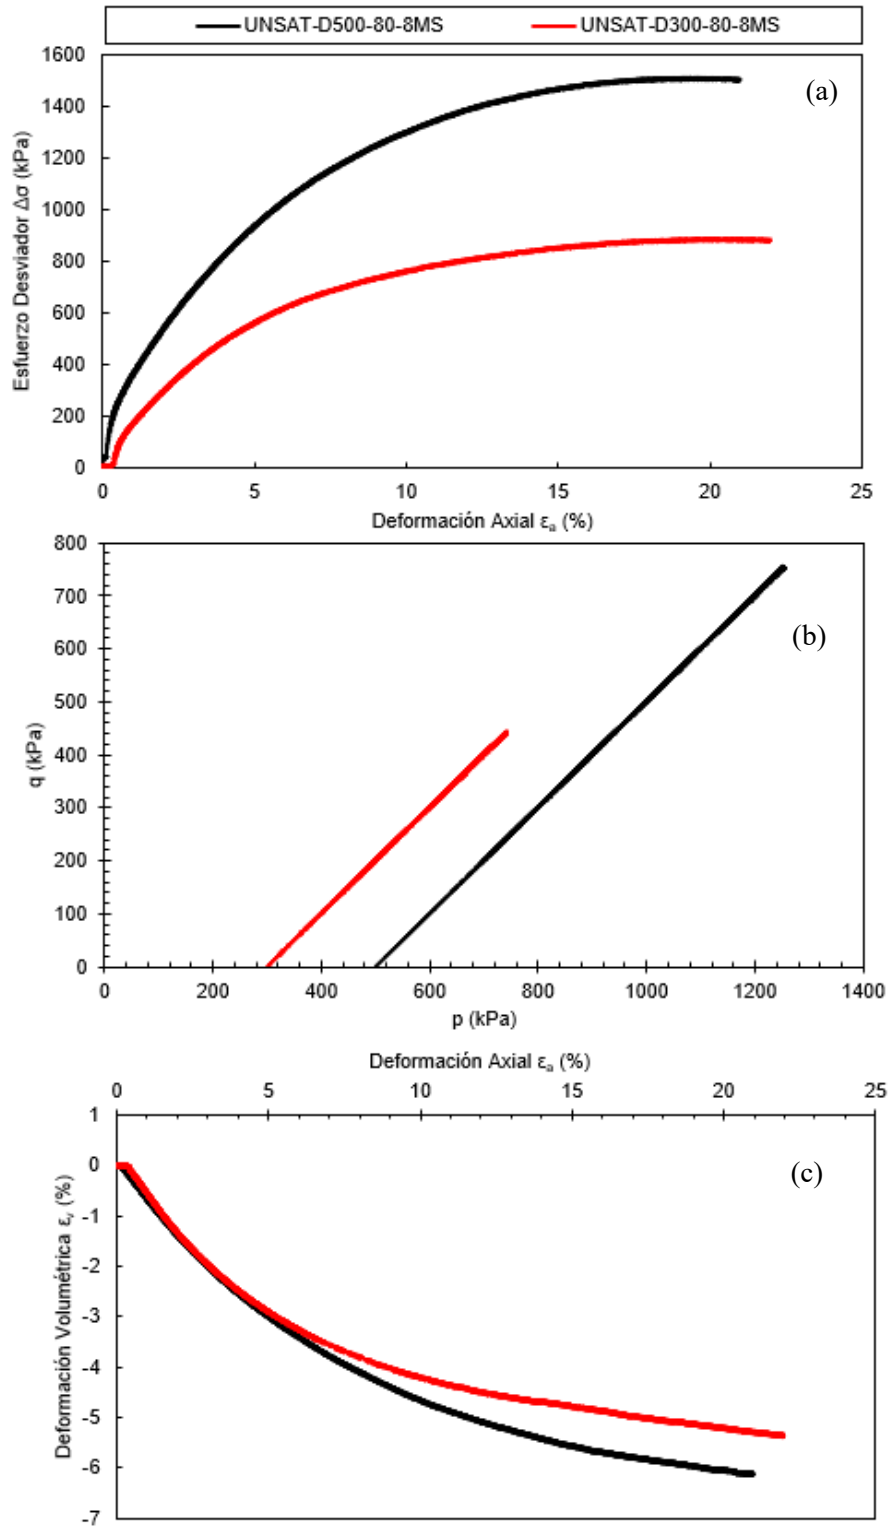 UNSAT-D500-80-8MS UNSAT-D300-80-8MS
1600
1400
1200
1000
800
600
400
200
0
Esfuerzo Desviador Δσ (kPa)
(a)
0 5 10 15 20 25
Deformación Axial εₐ (%)
800
700
600
500
400
300
200
100
0
q (kPa)
(b)
0 200 400 600 800 1000 1200 1400
p (kPa)
Deformación Axial εₐ (%)
0 5 10 15 20 25
1
0
-1
-2
-3
-4
-5
-6
-7
Deformación Volumétrica εᵥ (%)
(c)